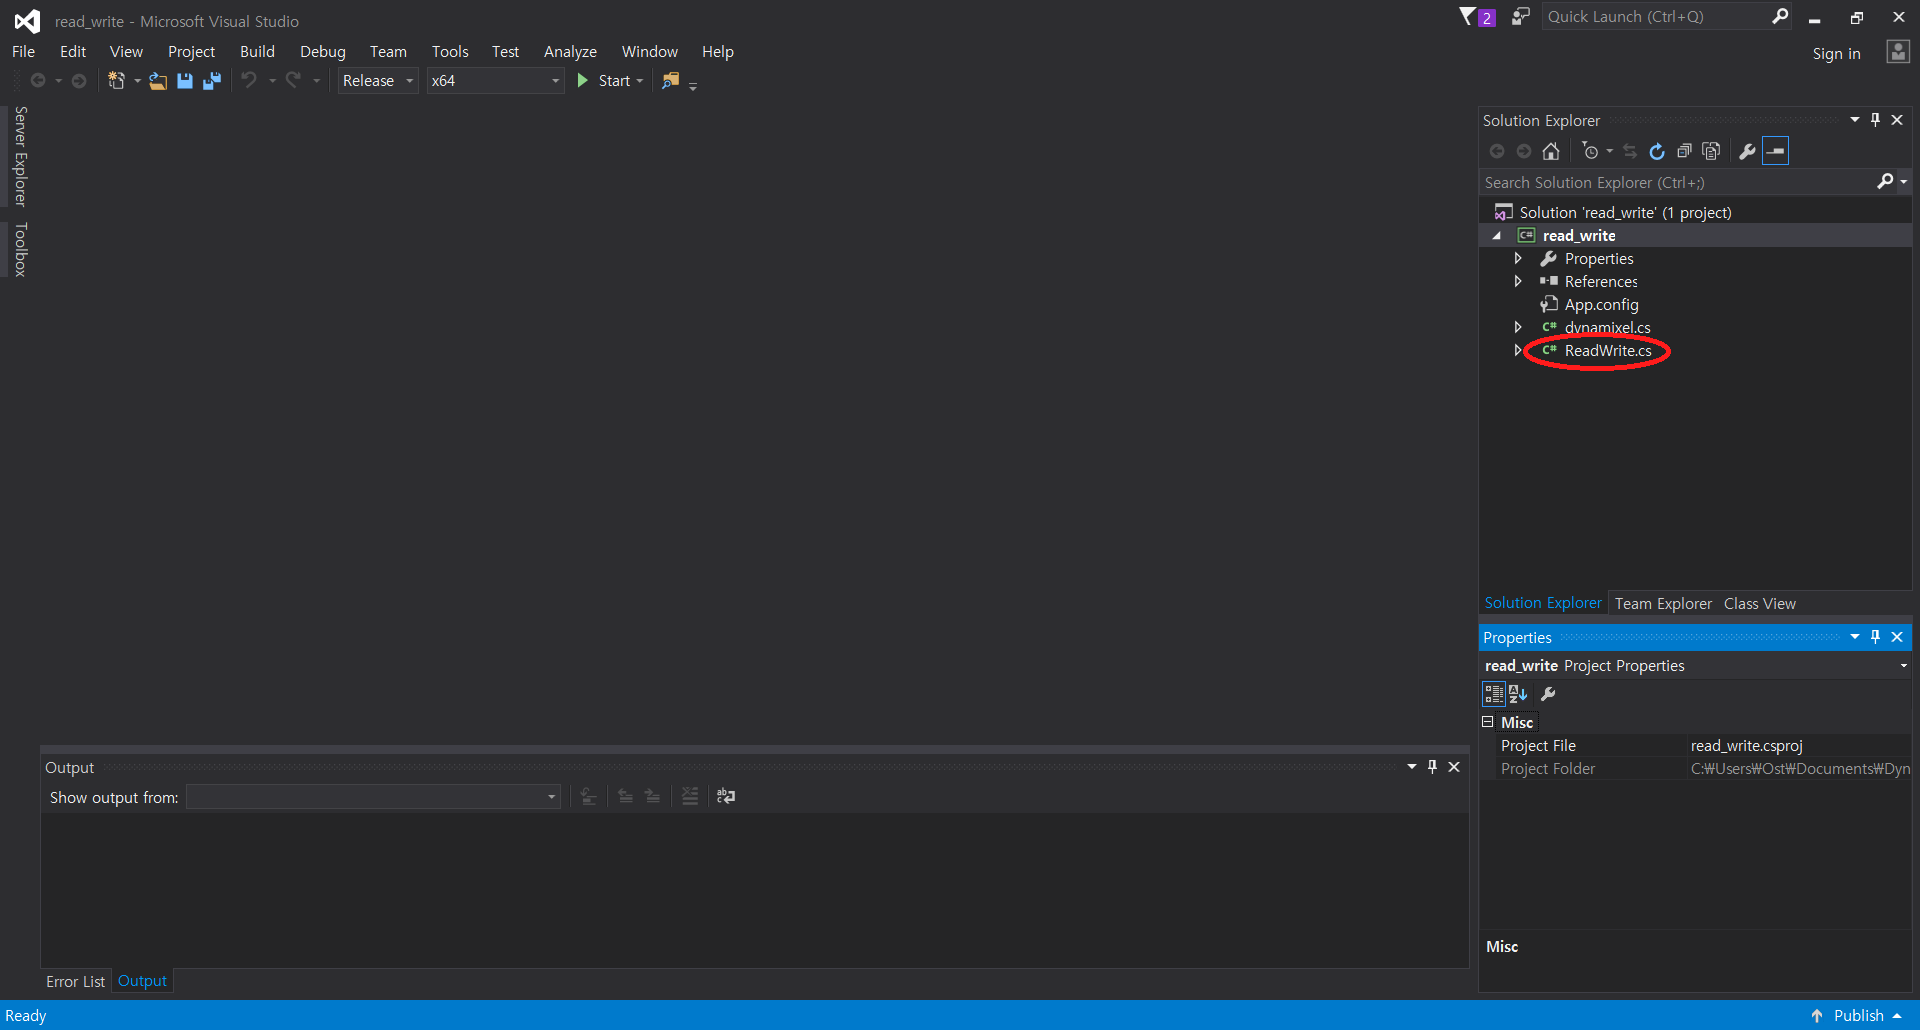 read_write - Microsoft Visual Studio
2
Quick Launch (Ctrl+Q)
File Edit View Project Build Debug Team Tools Test Analyze Window Help
Sign in
Release x64 Start
Server Explorer
Toolbox
Solution Explorer
Search Solution Explorer (Ctrl+;)
Solution 'read_write' (1 project)
C# read_write
Properties
References
App.config
C# dynamixel.cs
C# ReadWrite.cs
Solution Explorer Team Explorer Class View
Properties
read_write Project Properties
Misc
Project File read_write.csproj
Project Folder C:₩Users₩Ost₩Documents₩Dyn
Misc
Output
Show output from:
Error List Output
Ready
Publish